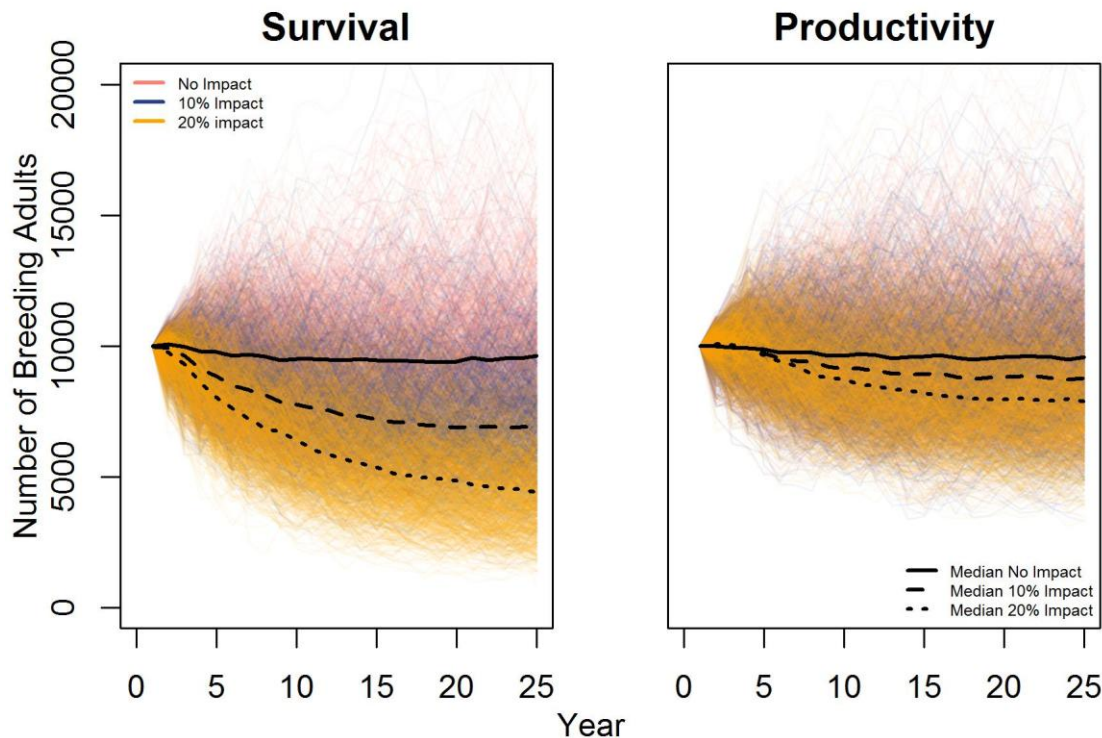 Survival
Productivity
No Impact
10% Impact
20% impact
Number of Breeding Adults
20000
15000
10000
5000
0
Median No Impact
Median 10% Impact
Median 20% Impact
0 5 10 15 20 25
0 5 10 15 20 25
Year